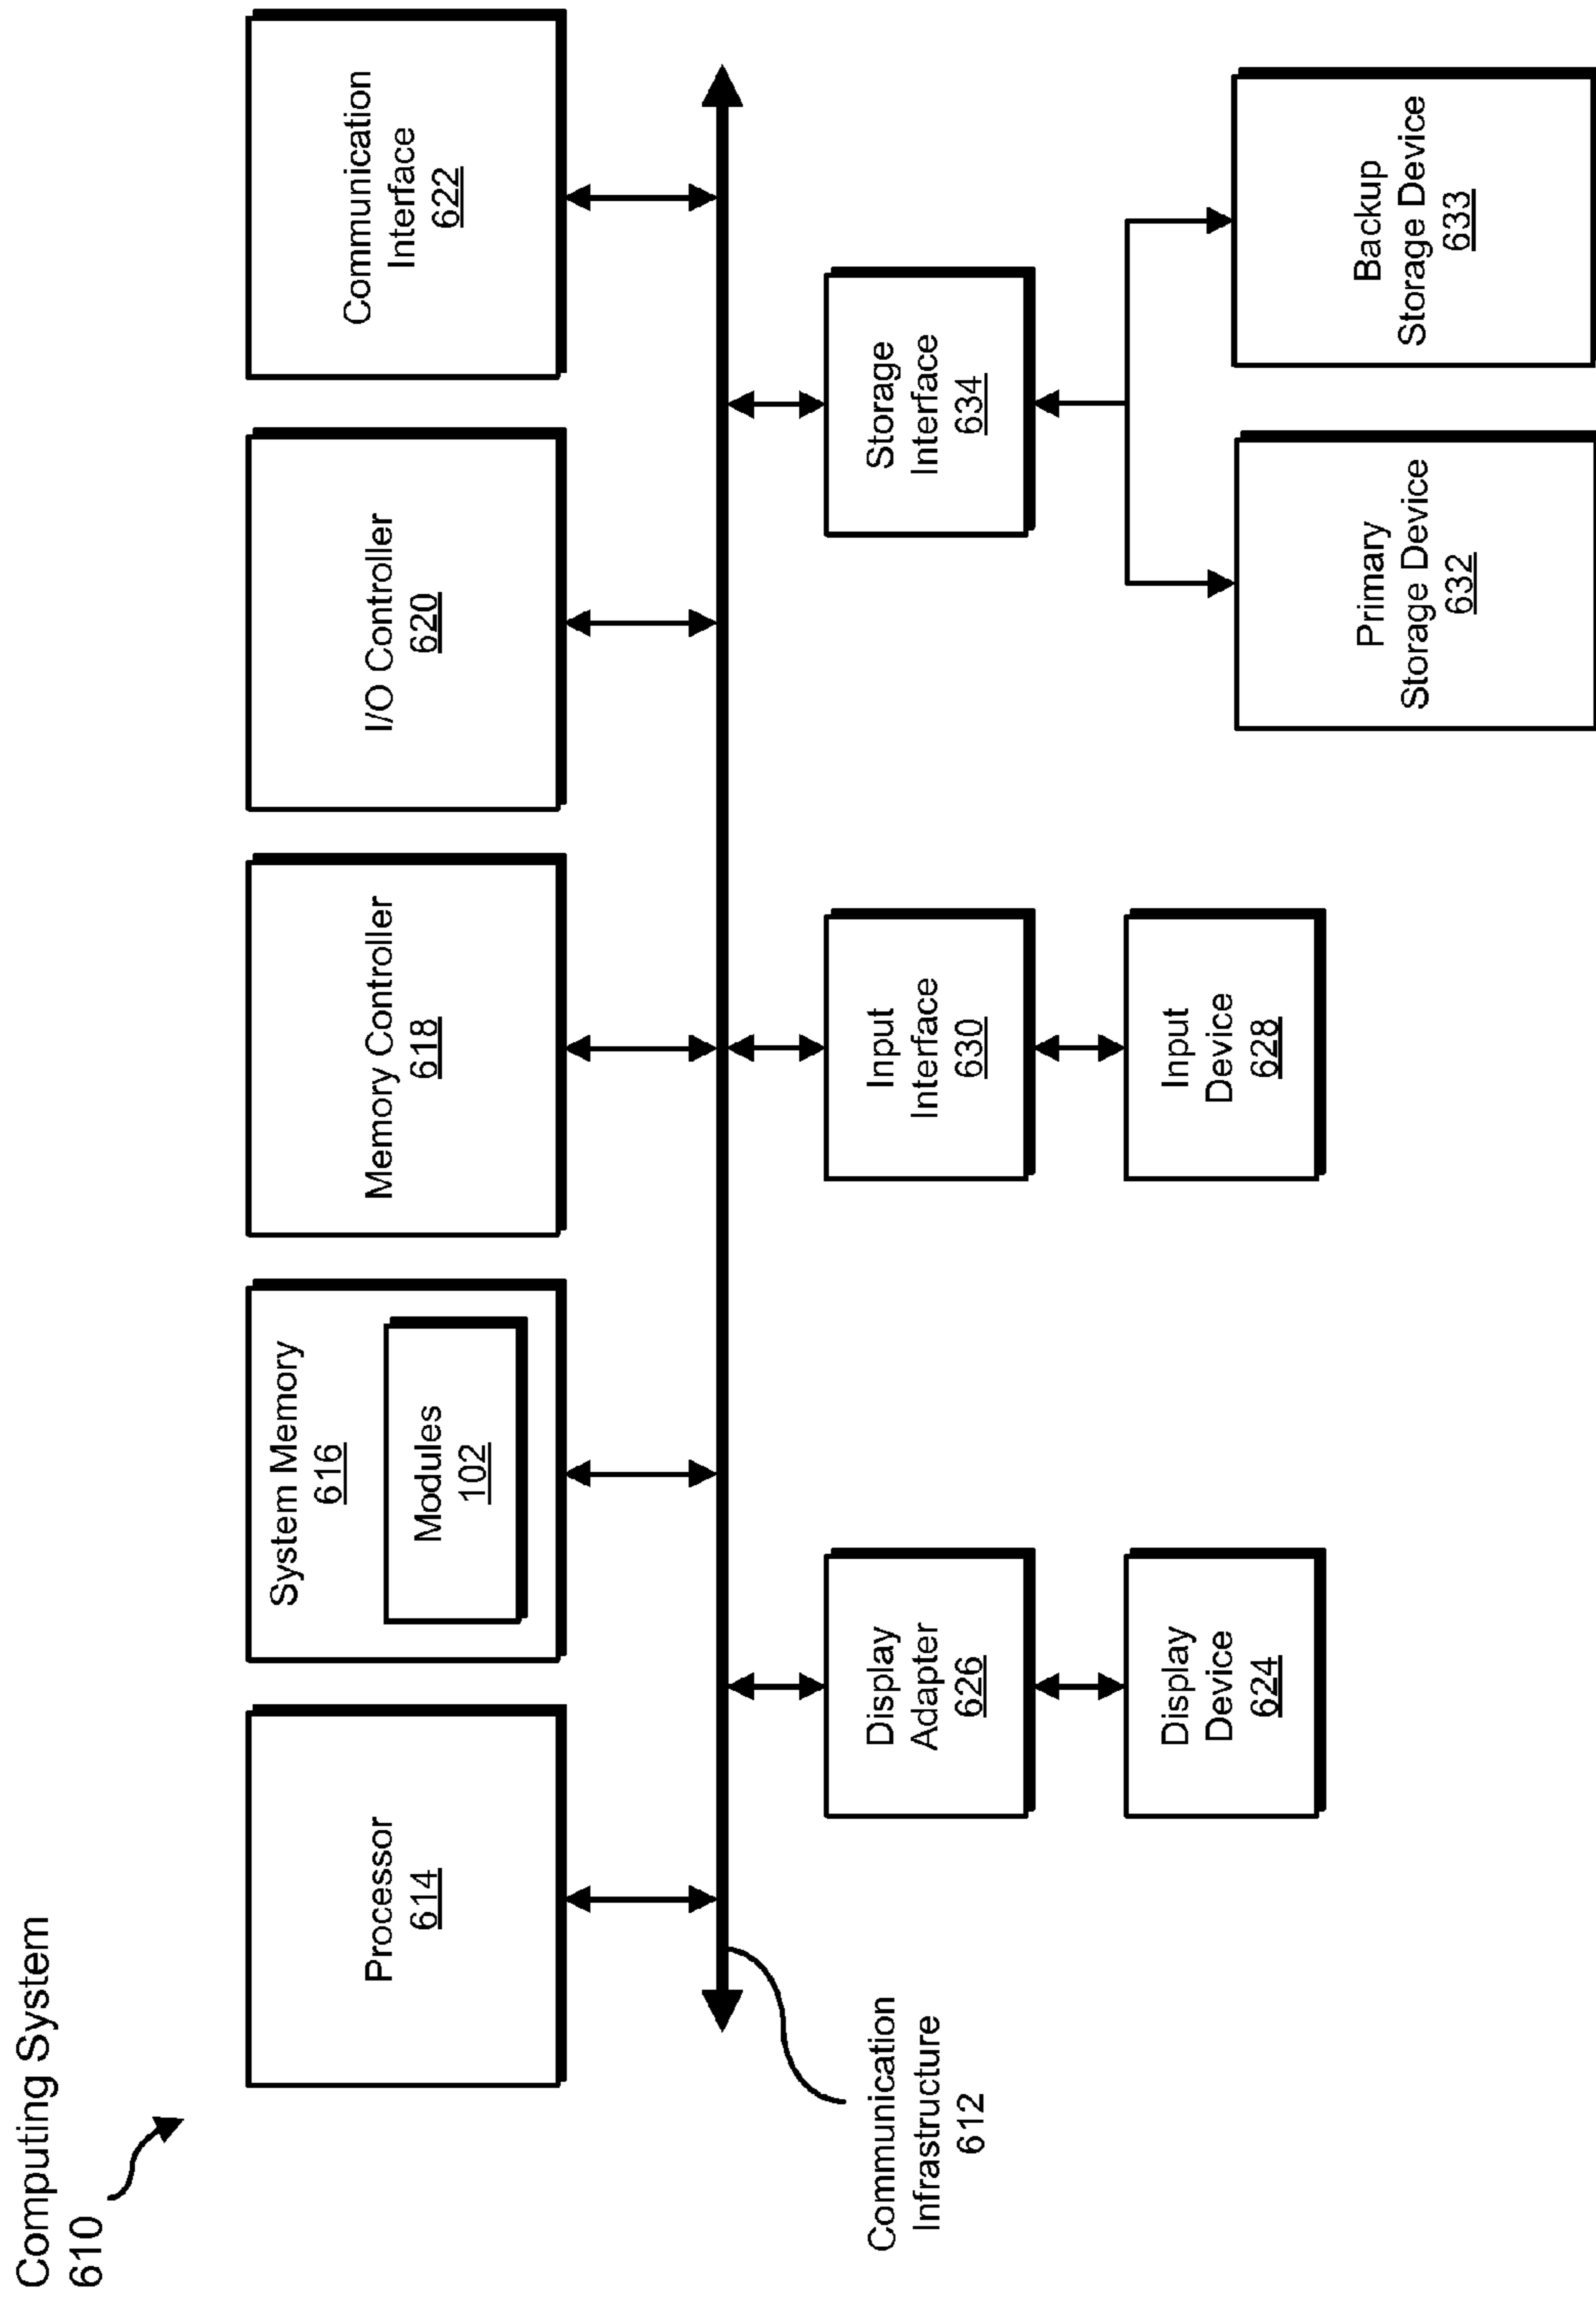 Computing System
610
Processor
614
System Memory
616
Modules
102
Memory Controller
618
I/O Controller
620
Communication
Interface
622
Communication
Infrastructure
612
Display
Adapter
626
Input
Interface
630
Storage
Interface
634
Display
Device
624
Input
Device
628
Primary
Storage Device
632
Backup
Storage Device
633